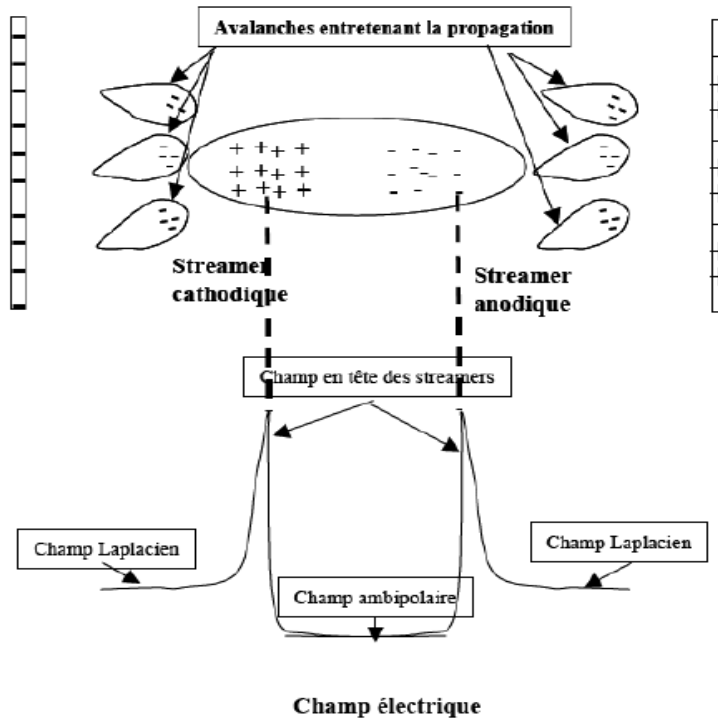 Avalanches entretenant la propagation
Streamer
cathodique
Streamer
anodique
Champ en tête des streamers
Champ Laplacien
Champ Laplacien
Champ ambipolaire
Champ électrique